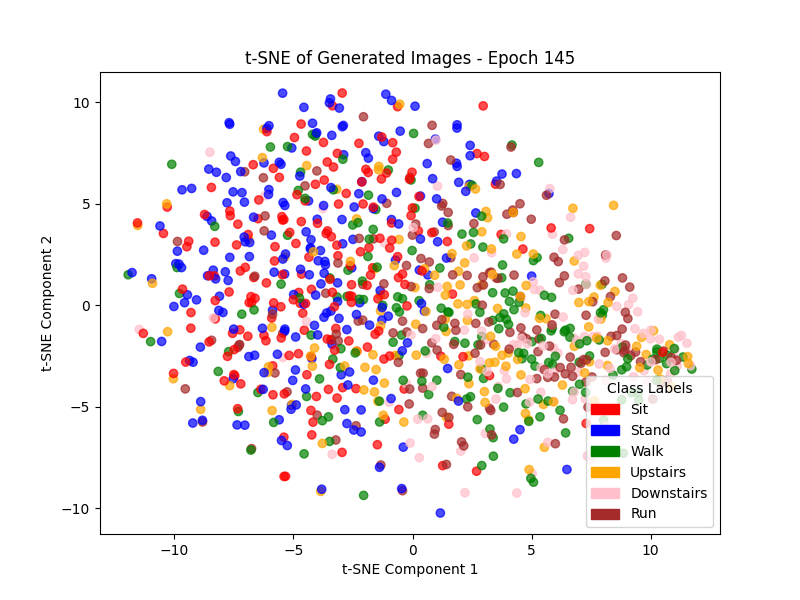 t-SNE of Generated Images - Epoch 145
10
5
0
−5
−10
t-SNE Component 2
−10
−5
0
5
10
t-SNE Component 1
Class Labels
Sit
Stand
Walk
Upstairs
Downstairs
Run